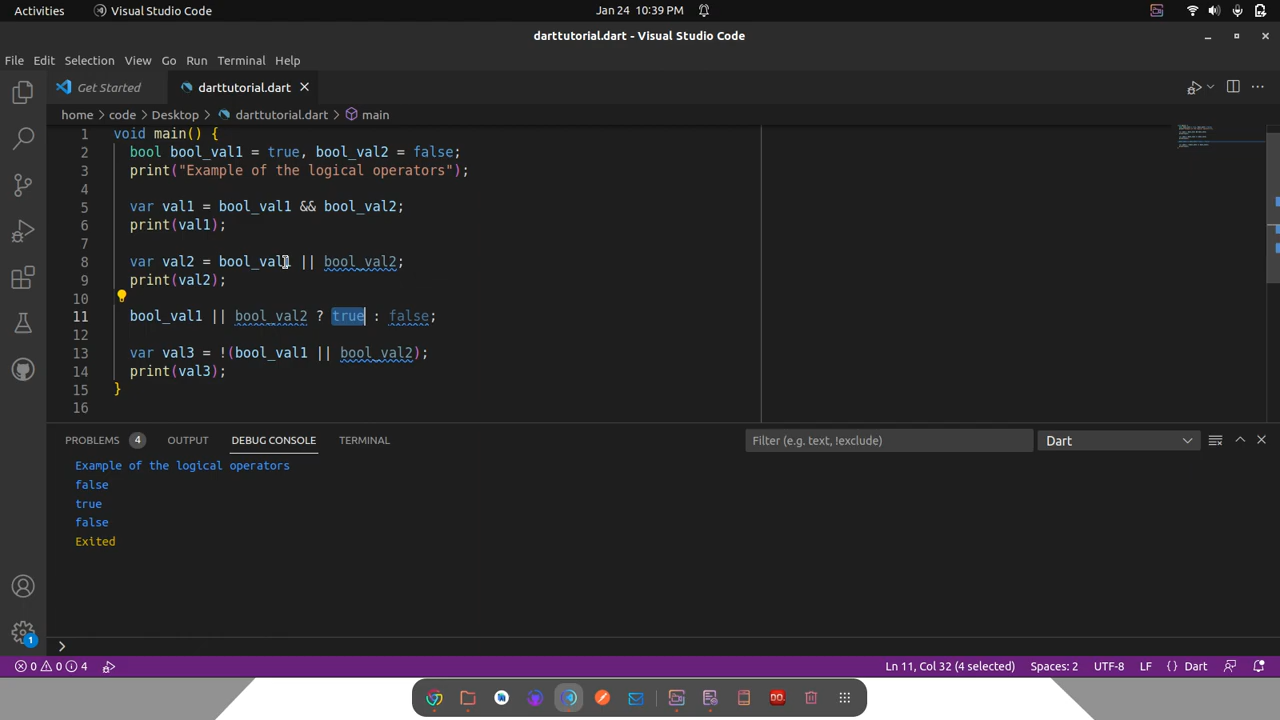 Activities Visual Studio Code Jan 24 10:39 PM
darttutorial.dart - Visual Studio Code
File Edit Selection View Go Run Terminal Help
Get Started darttutorial.dart
home > code > Desktop > darttutorial.dart > main
1 void main() {
2 bool bool_val1 = true, bool_val2 = false;
3 print("Example of the logical operators");
4
5 var val1 = bool_val1 && bool_val2;
6 print(val1);
7
8 var val2 = bool_val1 || bool_val2;
9 print(val2);
10
11 bool_val1 || bool_val2 ? true : false;
12
13 var val3 = !(bool_val1 || bool_val2);
14 print(val3);
15 }
16
PROBLEMS 4 OUTPUT DEBUG CONSOLE TERMINAL Filter (e.g. text, !exclude) Dart
Example of the logical operators
false
true
false
Exited
>
1
0 0 4 Ln 11, Col 32 (4 selected) Spaces: 2 UTF-8 LF { } Dart